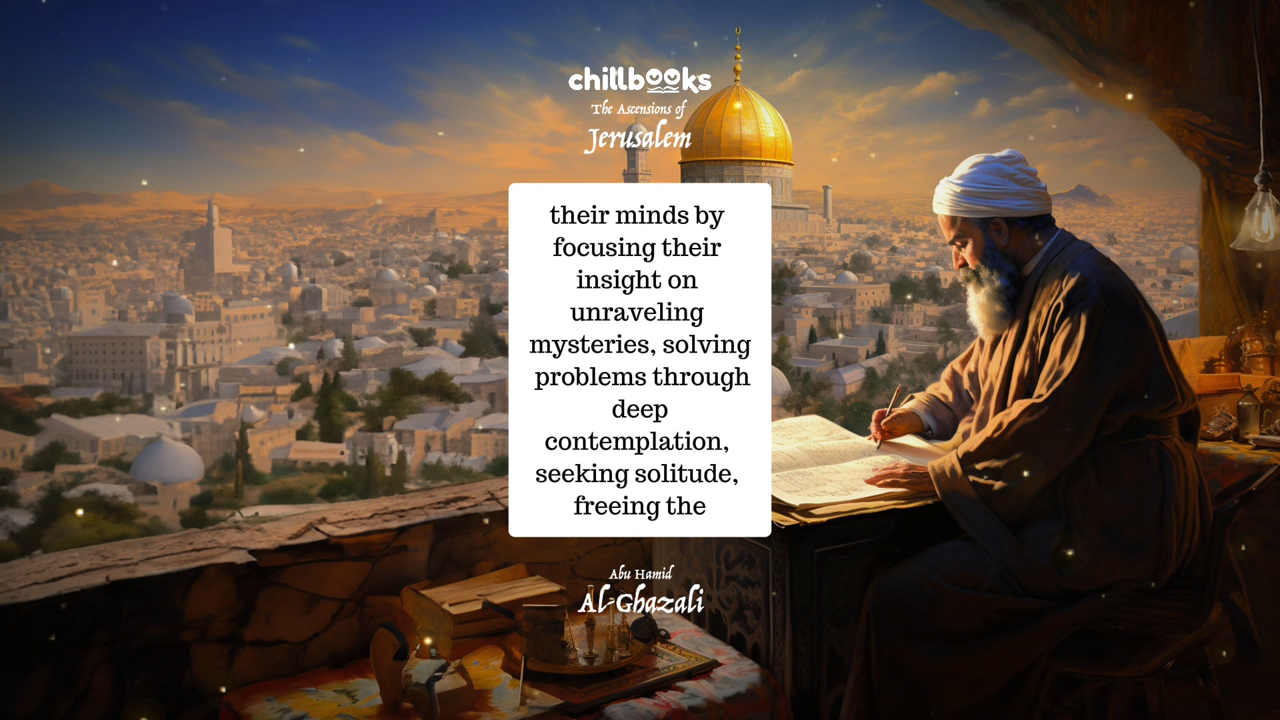 chillbooks
The Ascensions of
Jerusalem
their minds by
focusing their
insight on
unraveling
mysteries, solving
problems through
deep
contemplation,
seeking solitude,
freeing the
Abu Hamid
Al-Ghazali